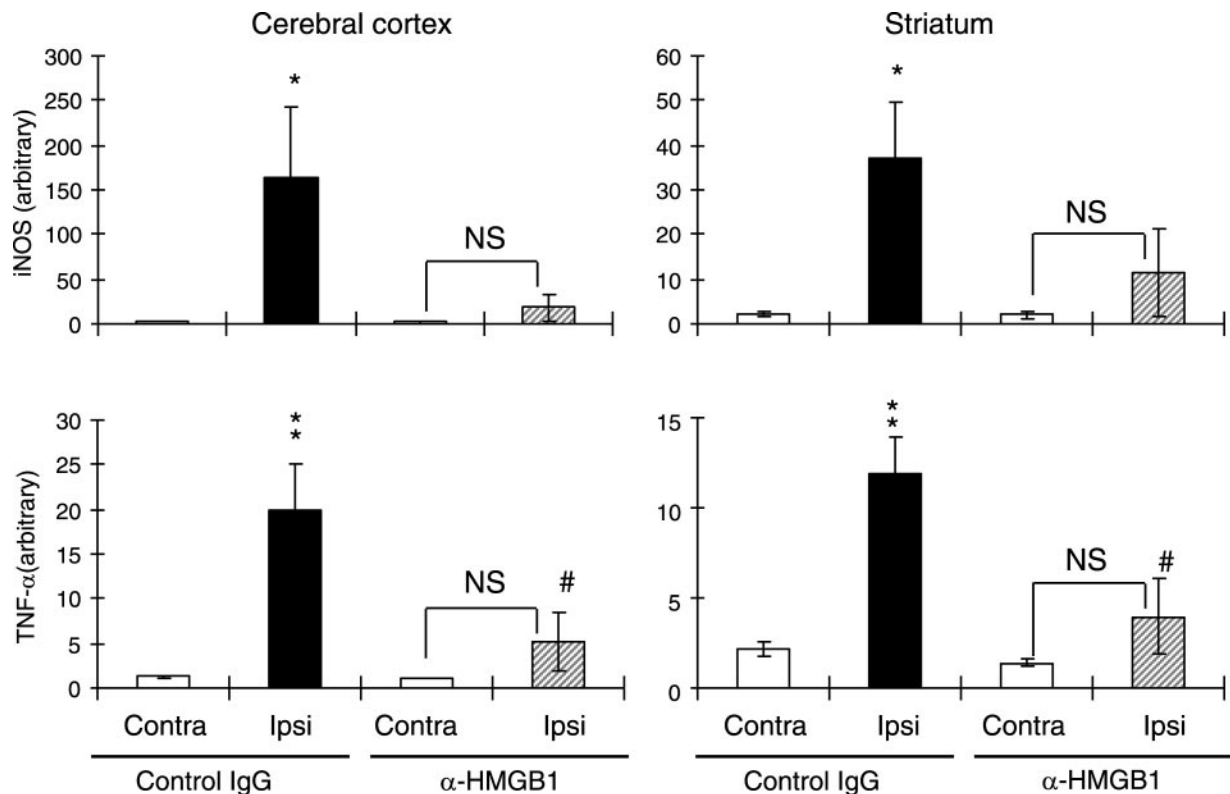 Cerebral cortex
Striatum
iNOS (arbitrary)
300
250
200
150
100
50
0
*
NS
60
50
40
30
20
10
0
*
NS
TNF-α(arbitrary)
30
25
20
15
10
5
0
*
*
NS
#
15
10
5
0
*
*
NS
#
Contra Ipsi Contra Ipsi
Control IgG α-HMGB1
Contra Ipsi Contra Ipsi
Control IgG α-HMGB1